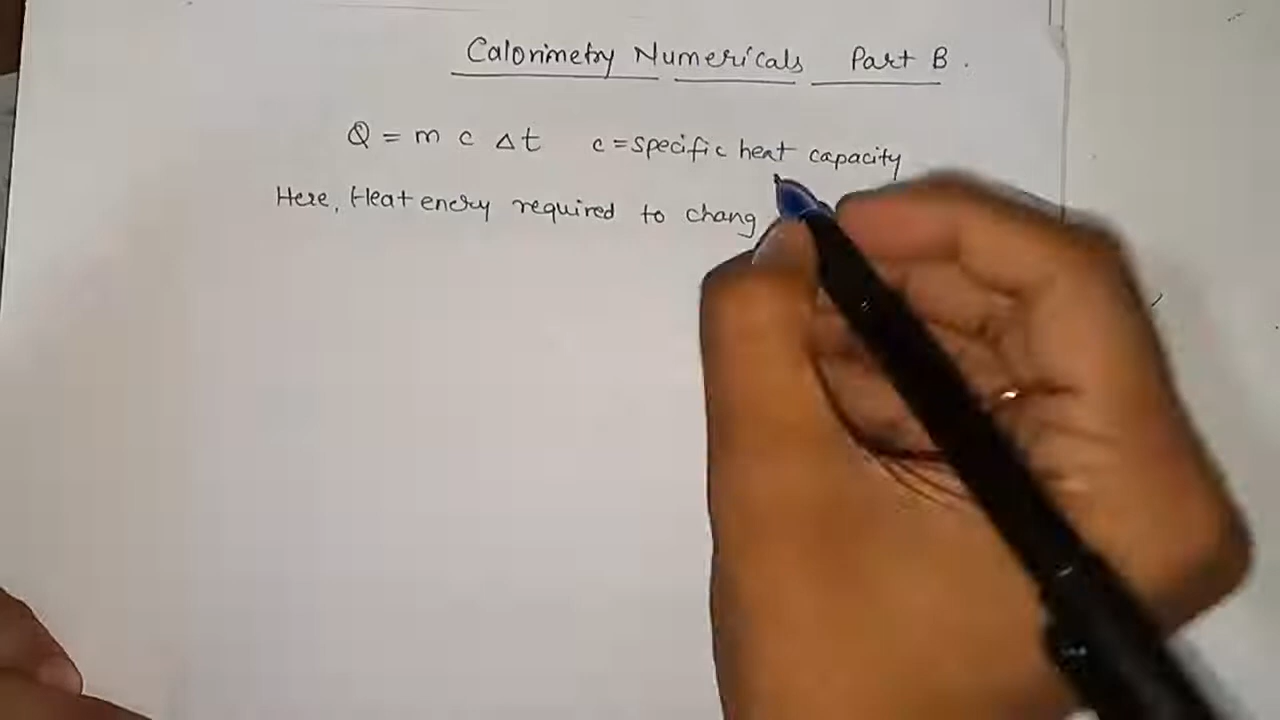 Calorimetry Numericals Part B.
Q = m c Δt c = specific heat capacity
Here, Heat enery required to chang